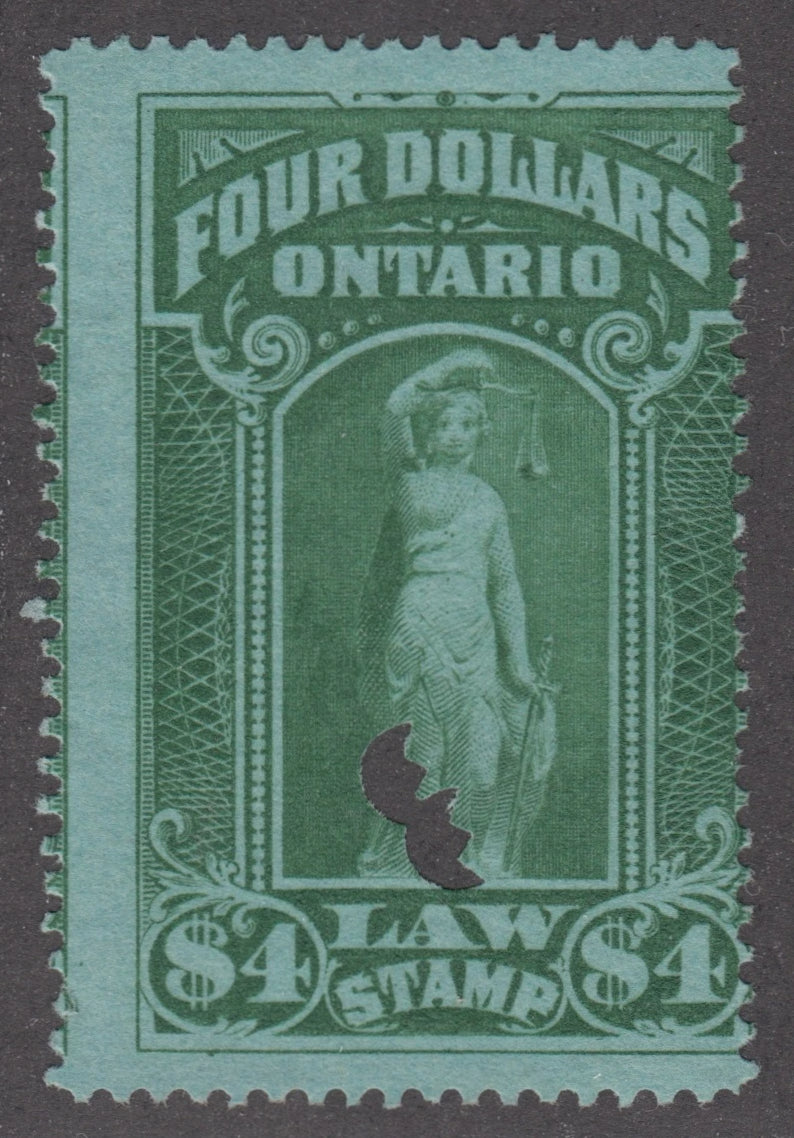 FOUR DOLLARS
ONTARIO
LAW
$4 STAMP $4